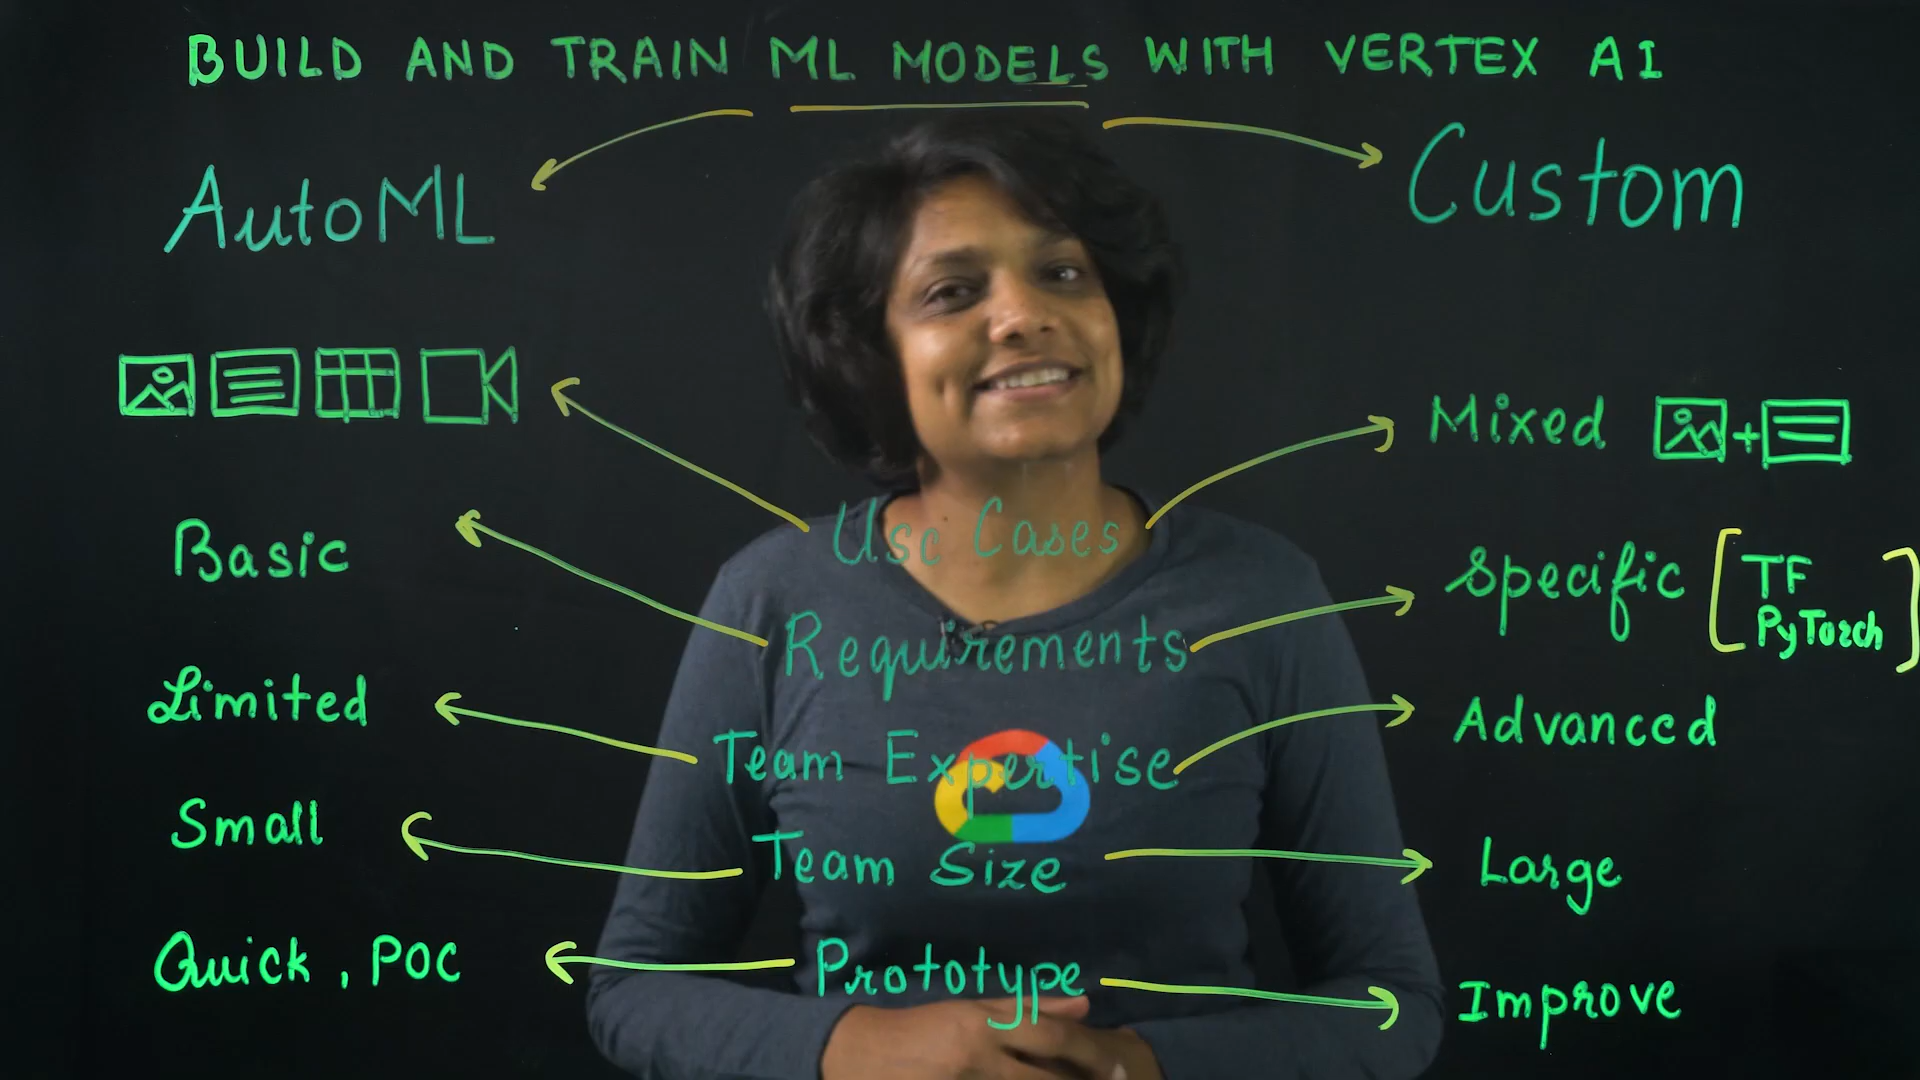 BUILD AND TRAIN ML MODELS WITH VERTEX AI
AutoML
Custom
Use Cases
Mixed
+
Requirements
Basic
Specific [TF
PyTorch]
Team Expertise
Limited
Advanced
Team Size
Small
Large
Prototype
Quick, POC
Improve